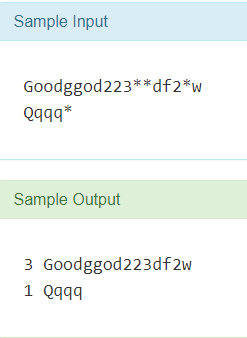 Sample Input
Goodggod223**df2*w
Qqqq*
Sample Output
3 Goodggod223df2w
1 Qqqq